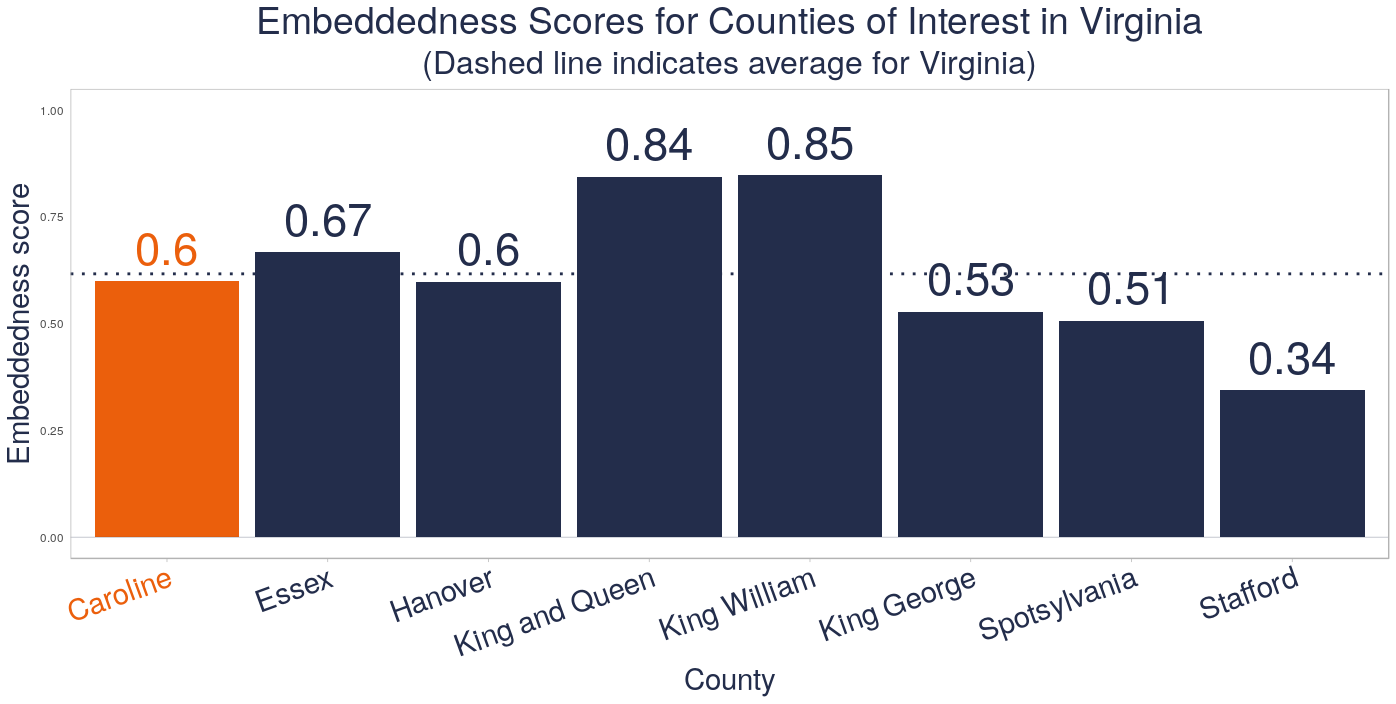 Embeddedness Scores for Counties of Interest in Virginia
(Dashed line indicates average for Virginia)
Embeddedness score
1.00
0.75
0.50
0.25
0.00
0.6
0.67
0.6
0.84
0.85
0.53
0.51
0.34
Caroline
Essex
Hanover
King and Queen
King William
King George
Spotsylvania
Stafford
County